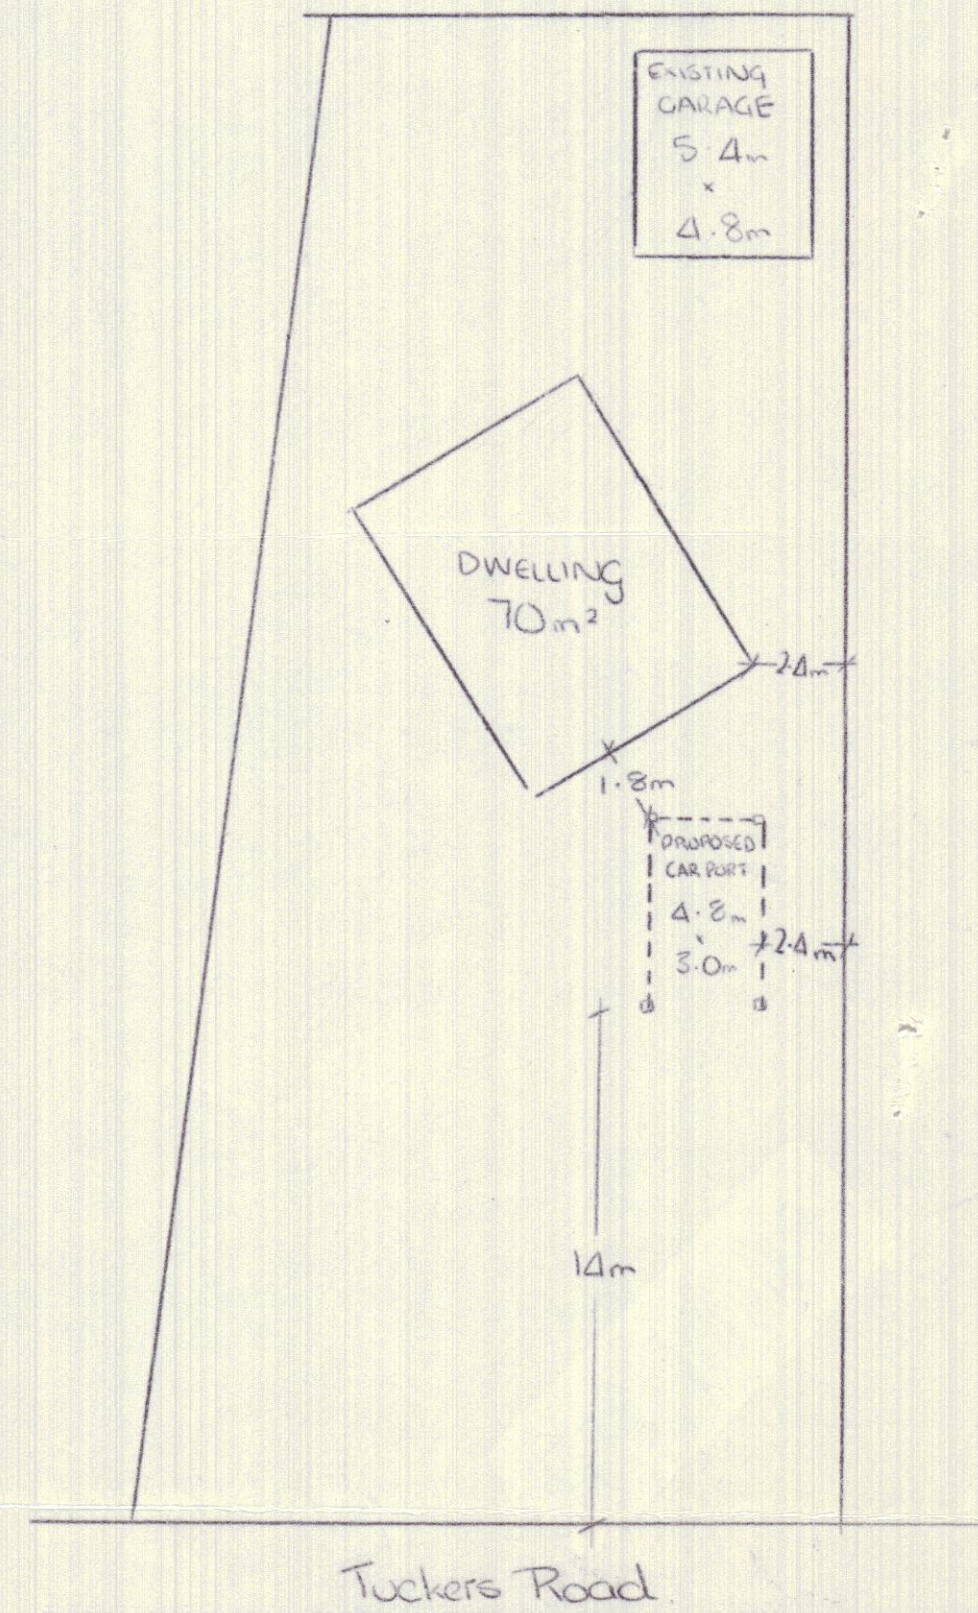 EXISTING
GARAGE
5.4m
x
4.8m
DWELLING
70m²
2.4m
1.8m
PROPOSED
CAR PORT
4.8m
x
3.0m
2.4m
14m
Tuckers Road